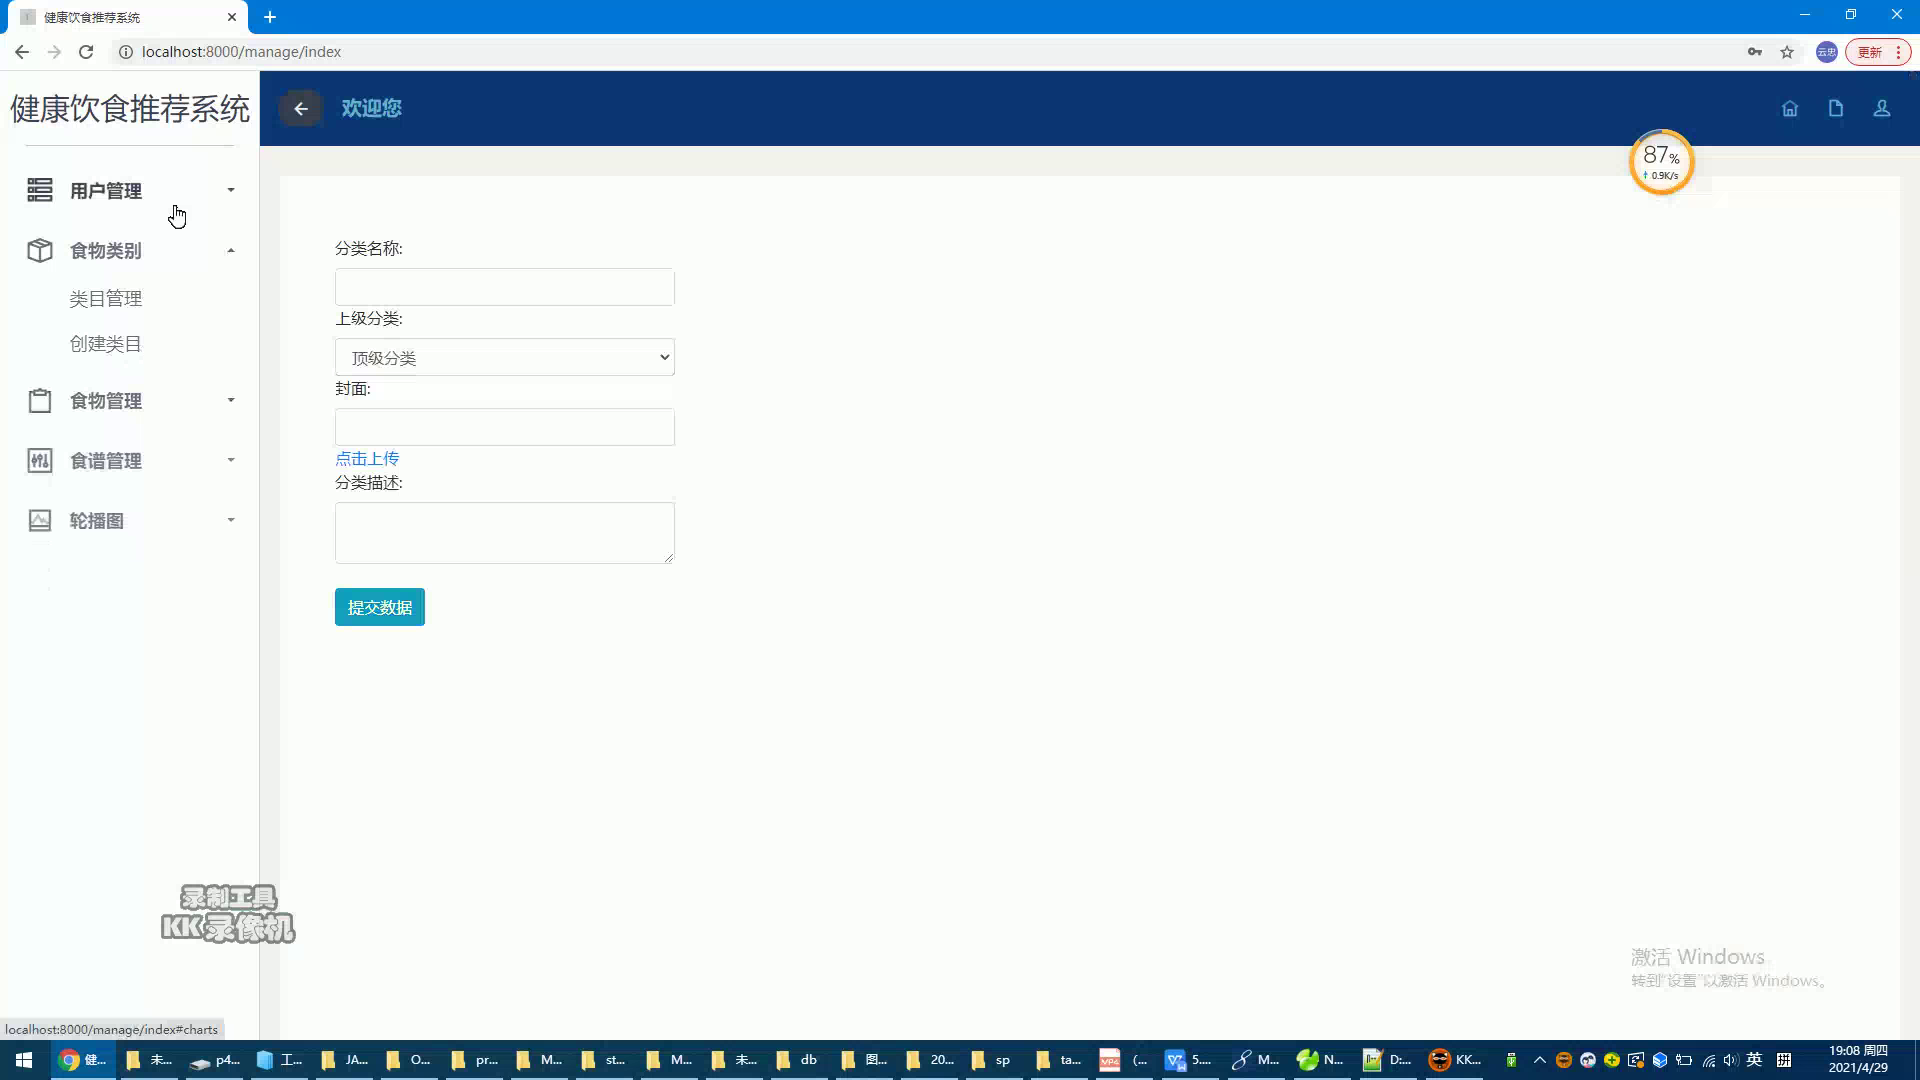 健康饮食推荐系统
localhost:8000/manage/index
云忠
更新
健康饮食推荐系统
欢迎您
87%
0.9K/s
用户管理
食物类别
类目管理
创建类目
食物管理
食谱管理
轮播图
分类名称:
上级分类:
顶级分类
封面:
点击上传
分类描述:
提交数据
录制工具
KK录像机
激活 Windows
转到"设置"以激活 Windows。
localhost:8000/manage/index#charts
健...
未...
p4...
工...
JA...
O...
pr...
M...
st...
M...
未...
db
图...
20...
sp
ta...
(...
5....
M...
N...
D:...
KK...
英
19:08 周四
2021/4/29